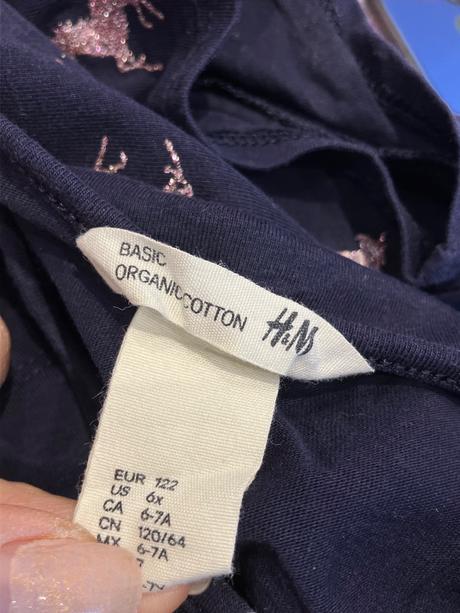 BASIC
ORGANIC COTTON
H&M
EUR 122
US 6x
CA 6-7A
CN 120/64
MX 6-7A